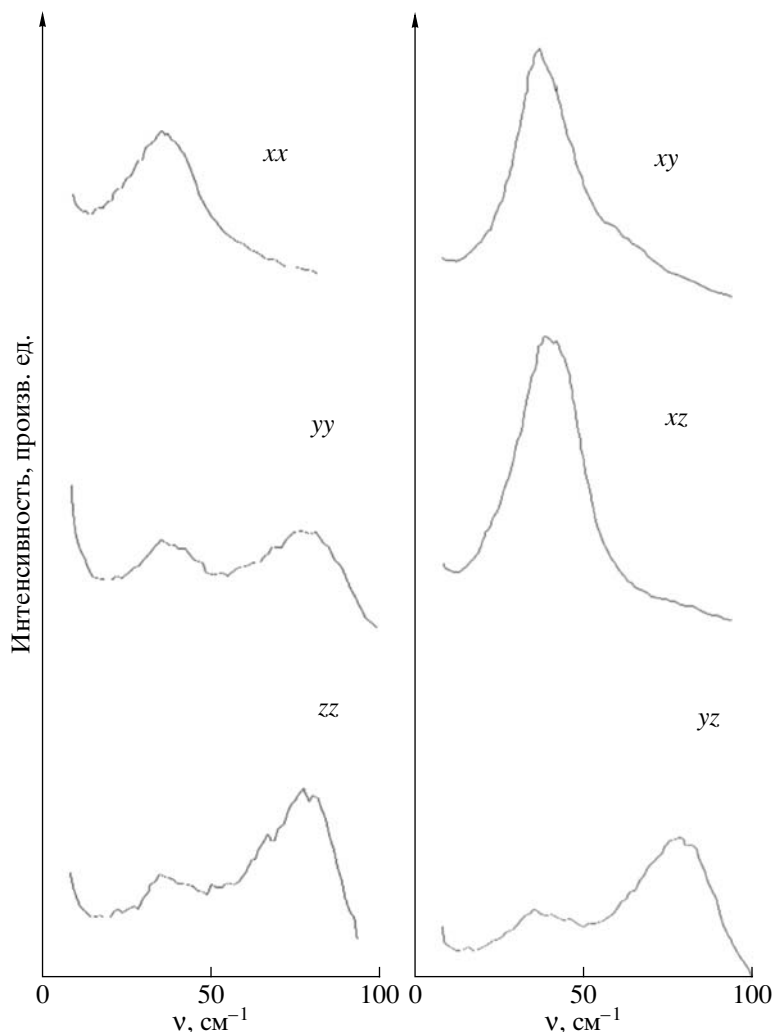 Интенсивность, произв. ед.
xx
yy
zz
0 50 100
ν, см⁻¹
xy
xz
yz
0 50 100
ν, см⁻¹